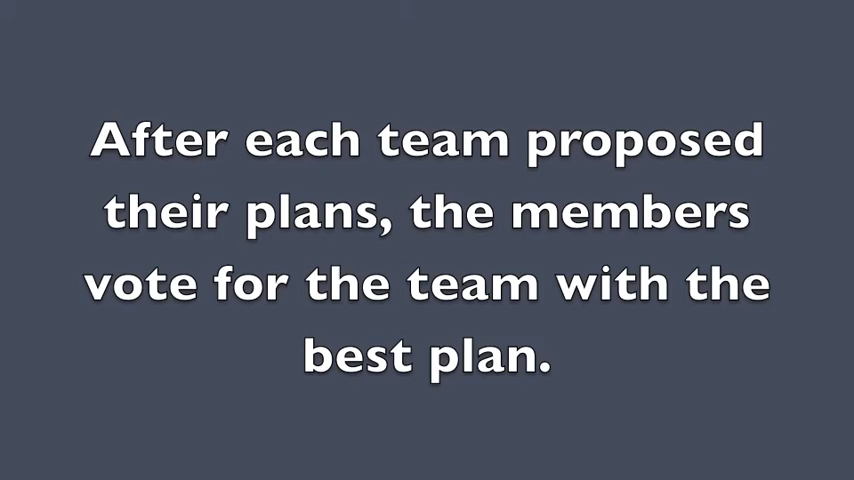 After each team proposed
their plans, the members
vote for the team with the
best plan.